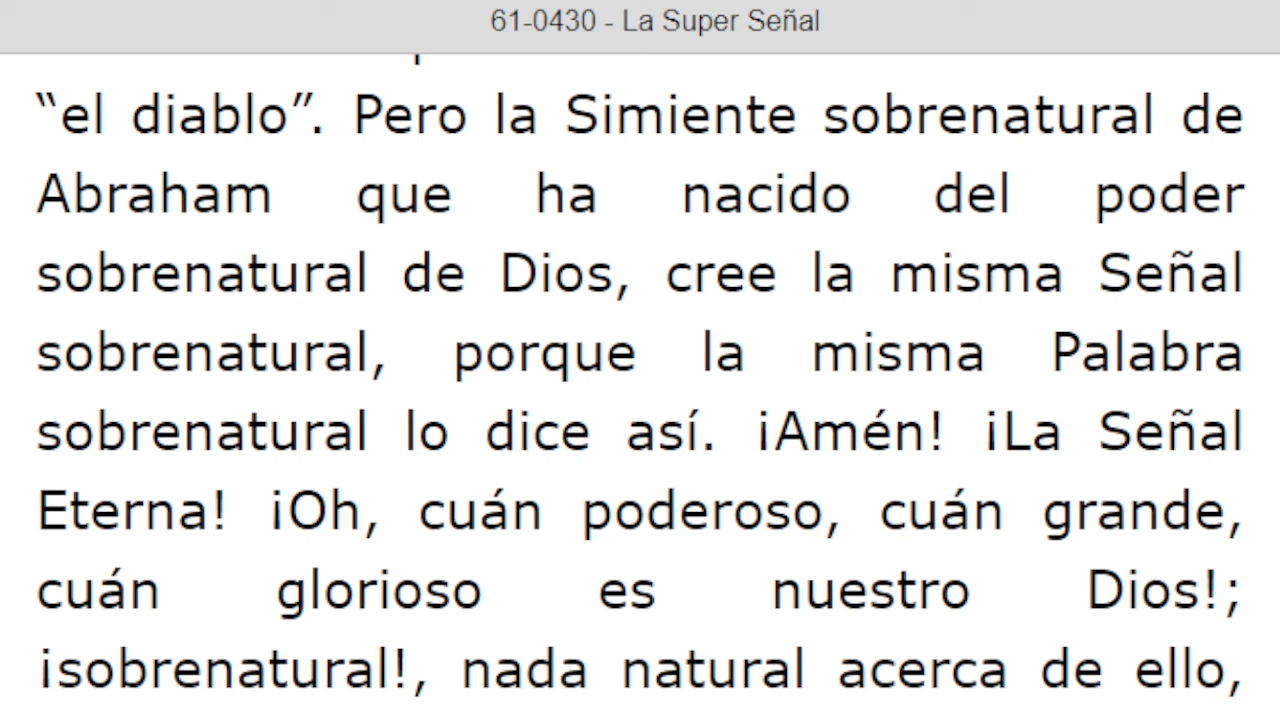 61-0430 - La Super Señal
“el diablo”. Pero la Simiente sobrenatural de
Abraham que ha nacido del poder
sobrenatural de Dios, cree la misma Señal
sobrenatural, porque la misma Palabra
sobrenatural lo dice así. ¡Amén! ¡La Señal
Eterna! ¡Oh, cuán poderoso, cuán grande,
cuán glorioso es nuestro Dios!;
¡sobrenatural!, nada natural acerca de ello,